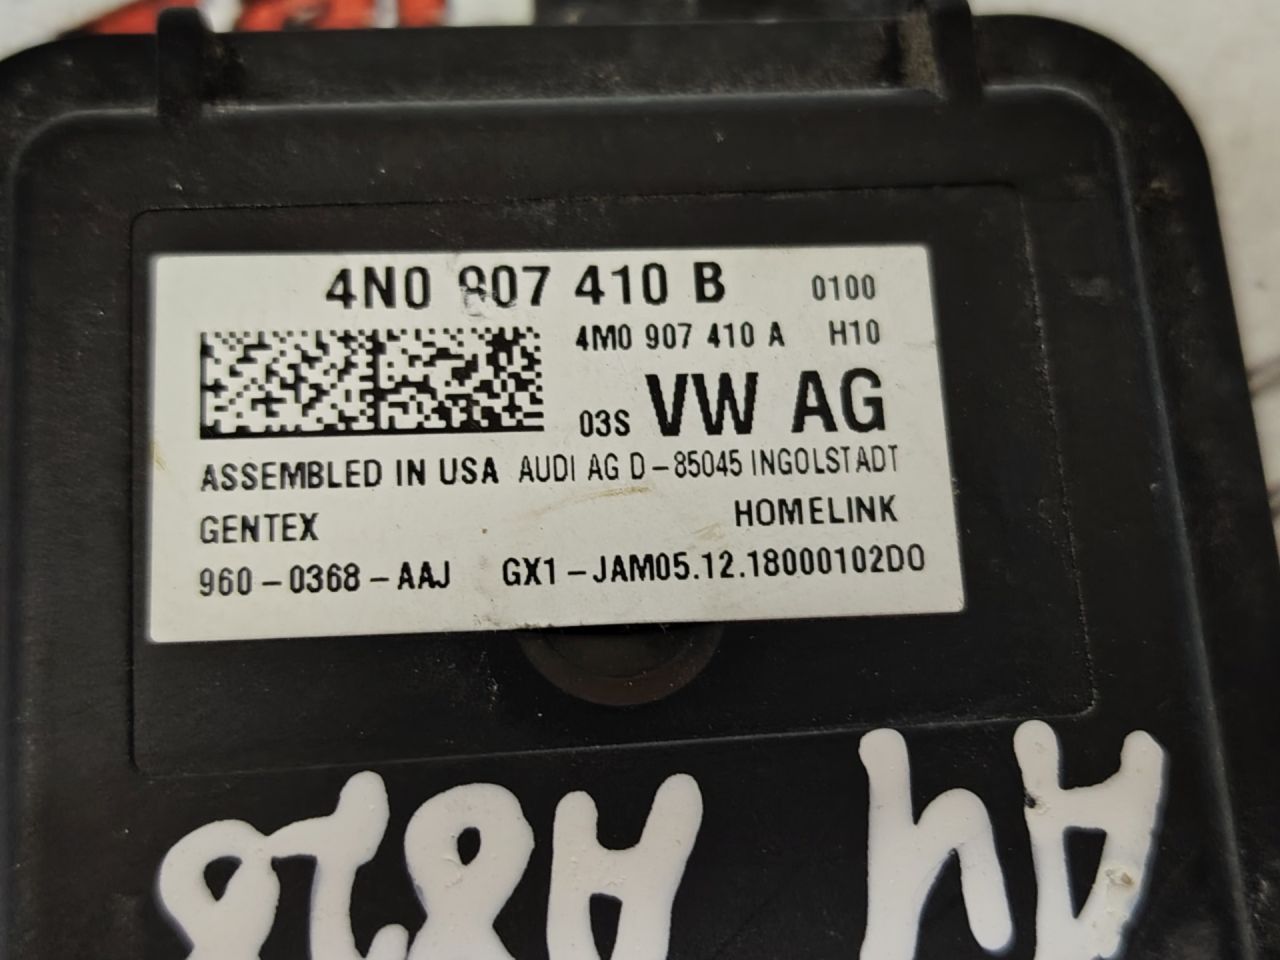 4N0 907 410 B 0100
4M0 907 410 A H10
03S VW AG
ASSEMBLED IN USA AUDI AG D-85045 INGOLSTADT
GENTEX HOMELINK
960-0368-AAJ GX1-JAM05.12.18000102D0